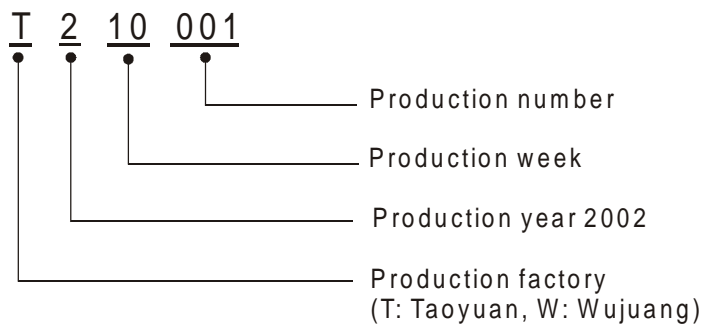 T 2 10 001
Production number
Production week
Production year 2002
Production factory
(T: Taoyuan, W: Wujuang)